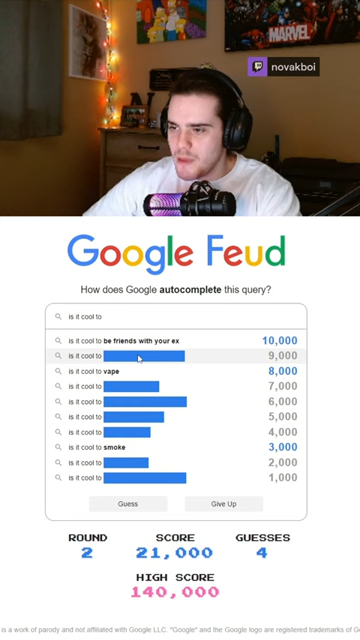 MARVEL
novakboi
Google Feud
How does Google autocomplete this query?
is it cool to
is it cool to be friends with your ex 10,000
is it cool to 9,000
is it cool to vape 8,000
is it cool to 7,000
is it cool to 6,000
is it cool to 5,000
is it cool to 4,000
is it cool to smoke 3,000
is it cool to 2,000
is it cool to 1,000
Guess Give Up
ROUND SCORE GUESSES
2 21,000 4
HIGH SCORE
140,000
is a work of parody and not affiliated with Google LLC. "Google" and the Google logo are registered trademarks of Go